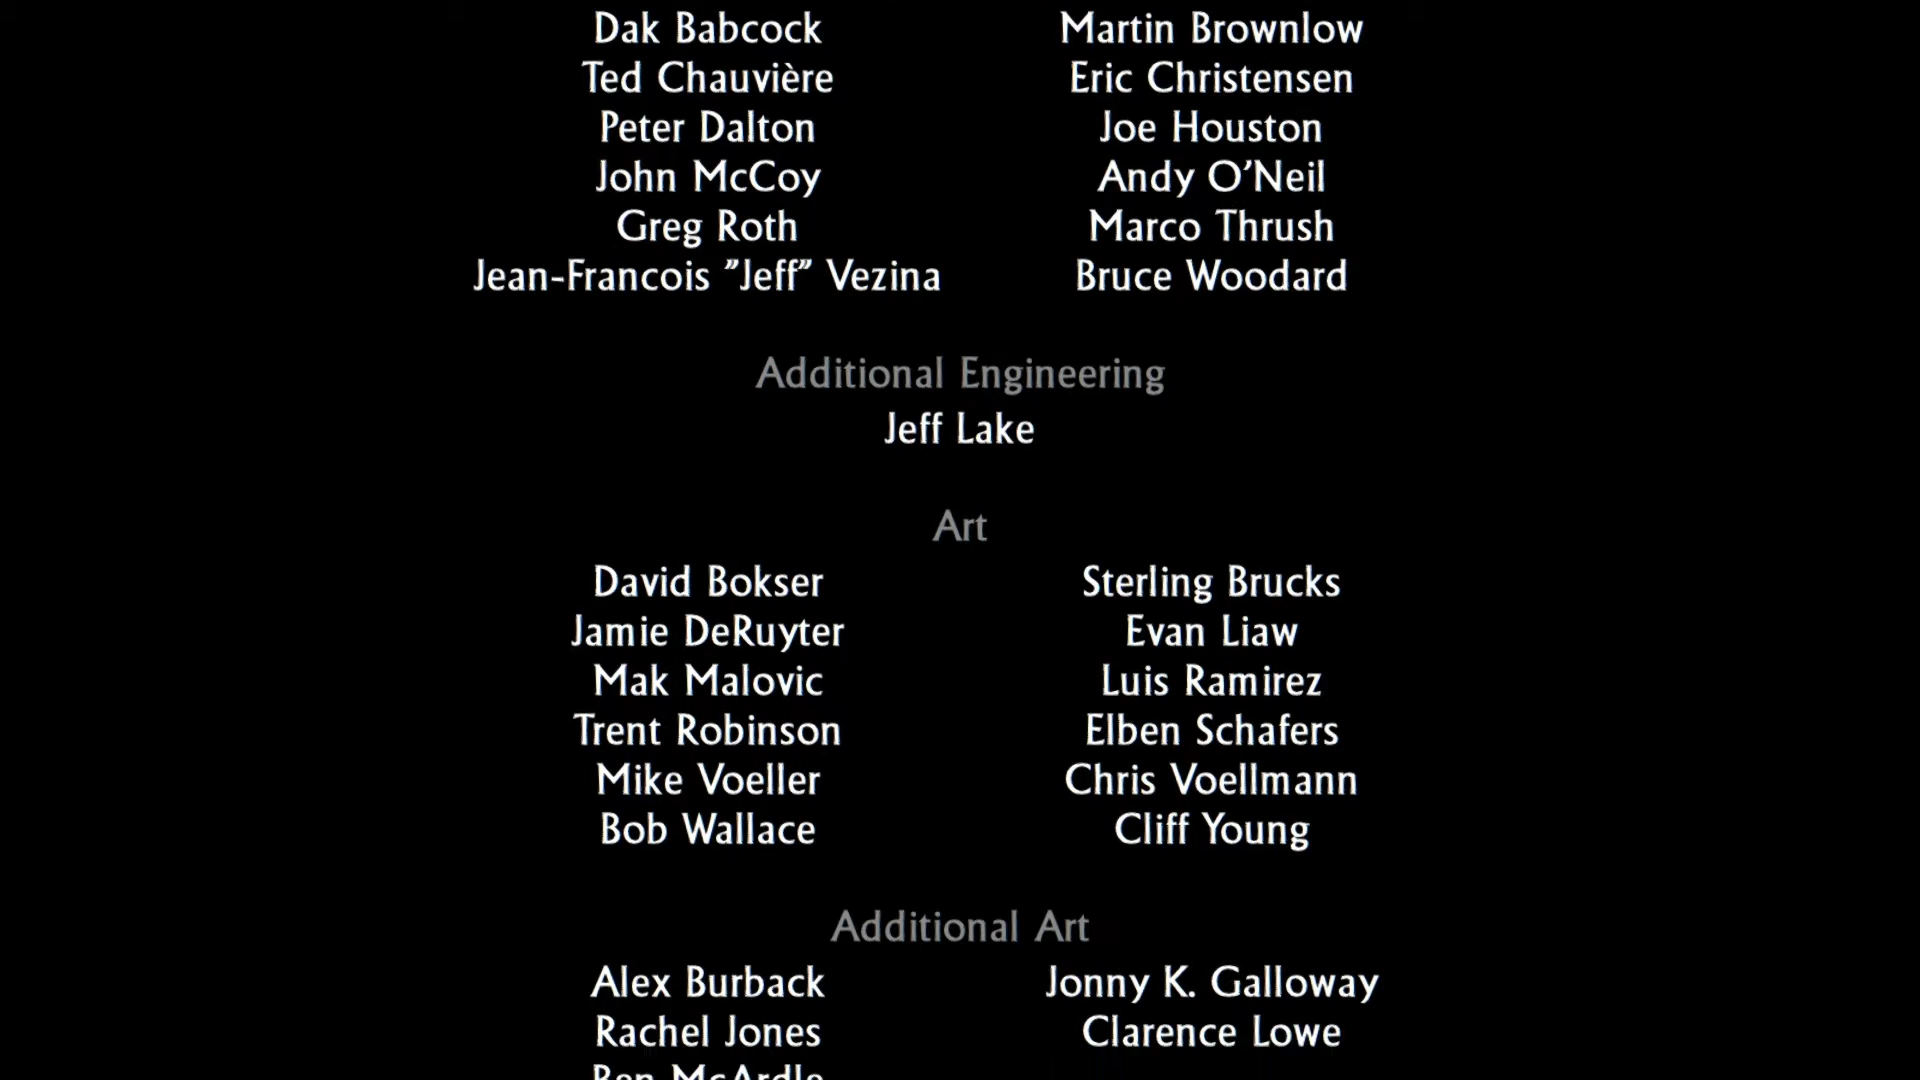 Dak Babcock Martin Brownlow
Ted Chauvière Eric Christensen
Peter Dalton Joe Houston
John McCoy Andy O’Neil
Greg Roth Marco Thrush
Jean-Francois ”Jeff” Vezina Bruce Woodard
Additional Engineering
Jeff Lake
Art
David Bokser Sterling Brucks
Jamie DeRuyter Evan Liaw
Mak Malovic Luis Ramirez
Trent Robinson Elben Schafers
Mike Voeller Chris Voellmann
Bob Wallace Cliff Young
Additional Art
Alex Burback Jonny K. Galloway
Rachel Jones Clarence Lowe
Ben McArdle